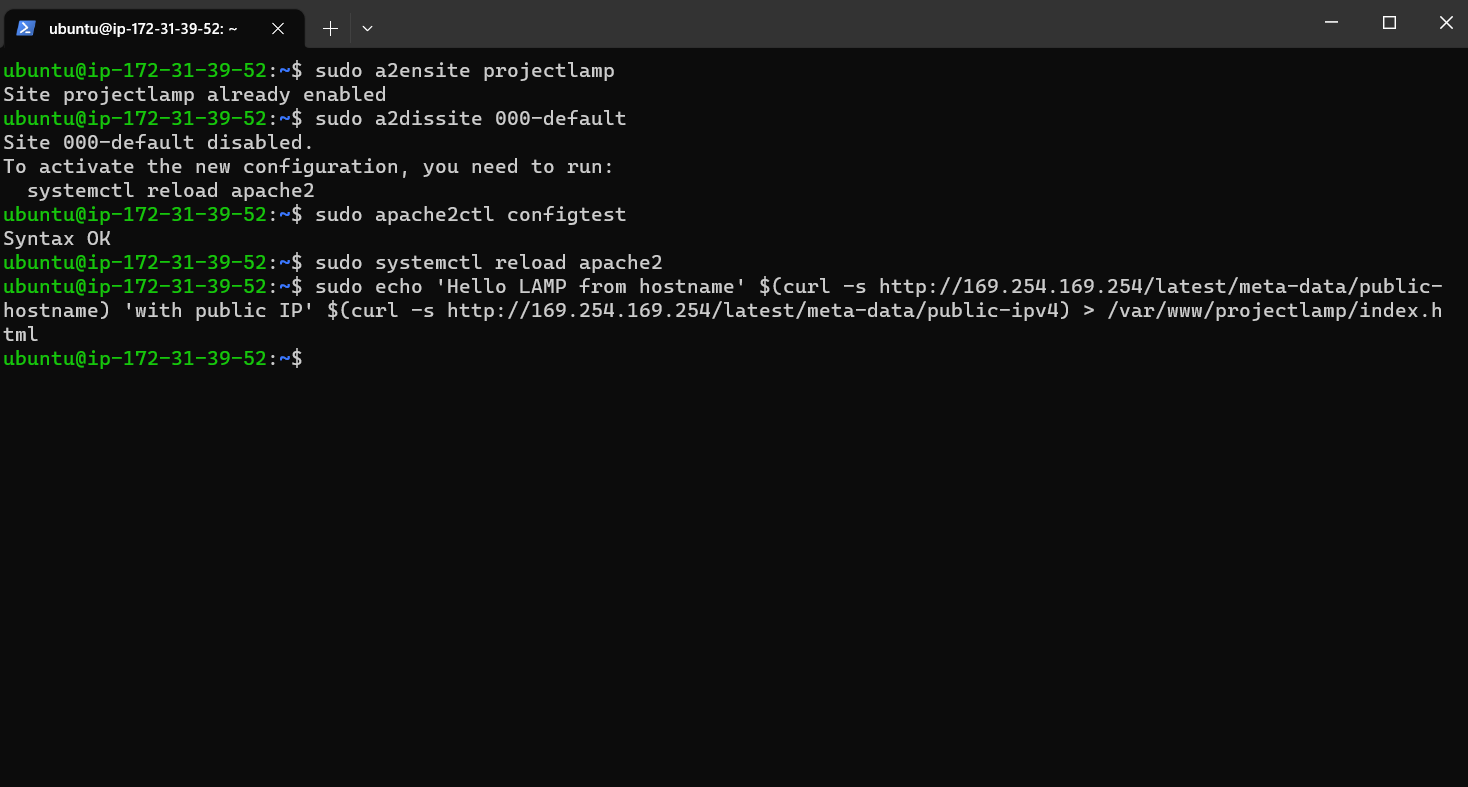 ubuntu@ip-172-31-39-52: ~
ubuntu@ip-172-31-39-52:~$ sudo a2ensite projectlamp
Site projectlamp already enabled
ubuntu@ip-172-31-39-52:~$ sudo a2dissite 000-default
Site 000-default disabled.
To activate the new configuration, you need to run:
  systemctl reload apache2
ubuntu@ip-172-31-39-52:~$ sudo apache2ctl configtest
Syntax OK
ubuntu@ip-172-31-39-52:~$ sudo systemctl reload apache2
ubuntu@ip-172-31-39-52:~$ sudo echo 'Hello LAMP from hostname' $(curl -s http://169.254.169.254/latest/meta-data/public-
hostname) 'with public IP' $(curl -s http://169.254.169.254/latest/meta-data/public-ipv4) > /var/www/projectlamp/index.h
tml
ubuntu@ip-172-31-39-52:~$